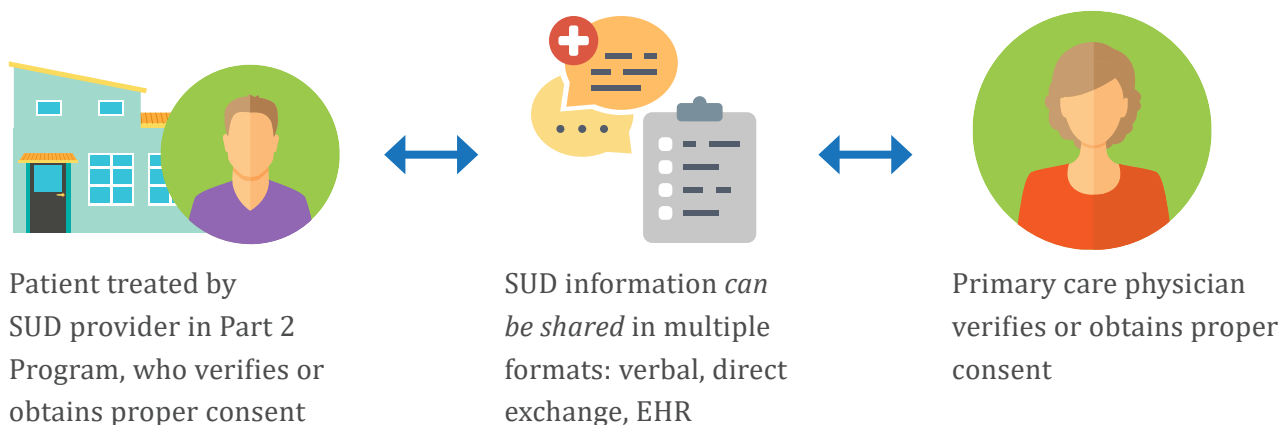 Patient treated by
SUD provider in Part 2
Program, who verifies or
obtains proper consent
SUD information can
be shared in multiple
formats: verbal, direct
exchange, EHR
Primary care physician
verifies or obtains proper
consent